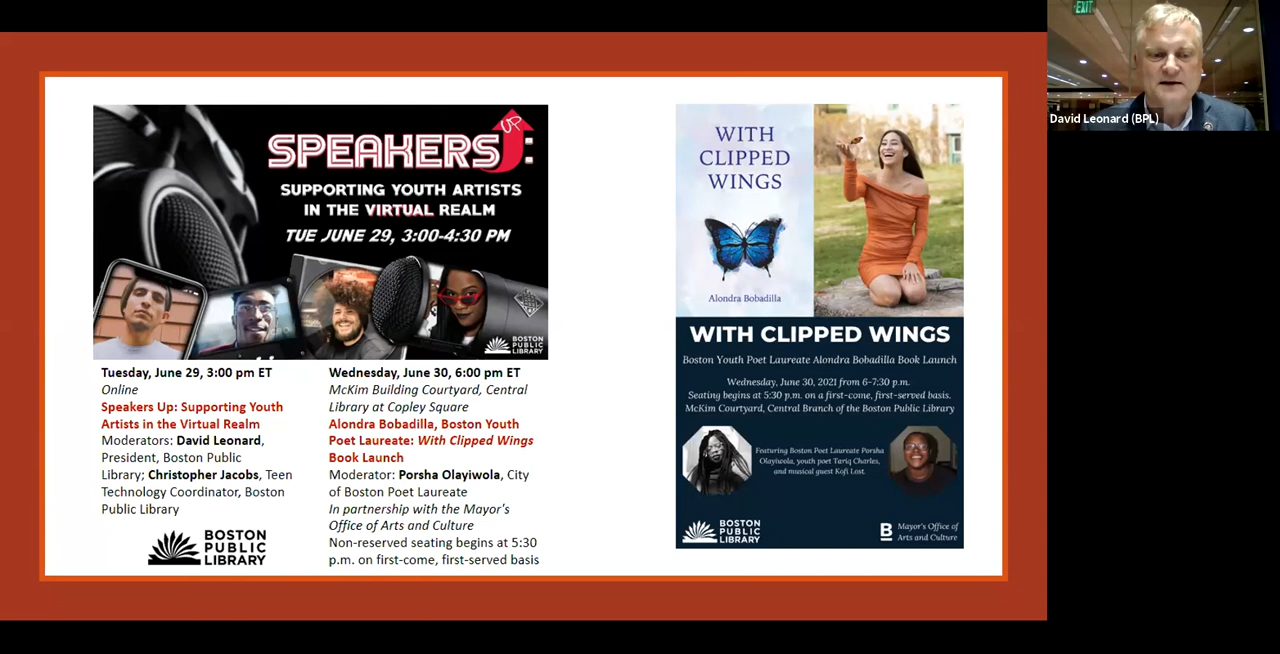 EXIT
David Leonard (BPL)
SPEAKERS UP:
SUPPORTING YOUTH ARTISTS
IN THE VIRTUAL REALM
TUE JUNE 29, 3:00-4:30 PM
BOSTON
PUBLIC
LIBRARY
Tuesday, June 29, 3:00 pm ET
Online
Speakers Up: Supporting Youth
Artists in the Virtual Realm
Moderators: David Leonard,
President, Boston Public
Library; Christopher Jacobs, Teen
Technology Coordinator, Boston
Public Library
BOSTON
PUBLIC
LIBRARY
Wednesday, June 30, 6:00 pm ET
McKim Building Courtyard, Central
Library at Copley Square
Alondra Bobadilla, Boston Youth
Poet Laureate: With Clipped Wings
Book Launch
Moderator: Porsha Olayiwola, City
of Boston Poet Laureate
In partnership with the Mayor's
Office of Arts and Culture
Non-reserved seating begins at 5:30
p.m. on first-come, first-served basis
WITH
CLIPPED
WINGS
Alondra Bobadilla
WITH CLIPPED WINGS
Boston Youth Poet Laureate Alondra Bobadilla Book Launch
Wednesday, June 30, 2021 from 6-7:30 p.m.
Seating begins at 5:30 p.m. on a first-come, first-served basis.
McKim Courtyard, Central Branch of the Boston Public Library
Featuring Boston Poet Laureate Porsha
Olayiwola, youth poet Tariq Charles,
and musical guest Kofi Lost.
BOSTON
PUBLIC
LIBRARY
B
Mayor's Office of
Arts and Culture